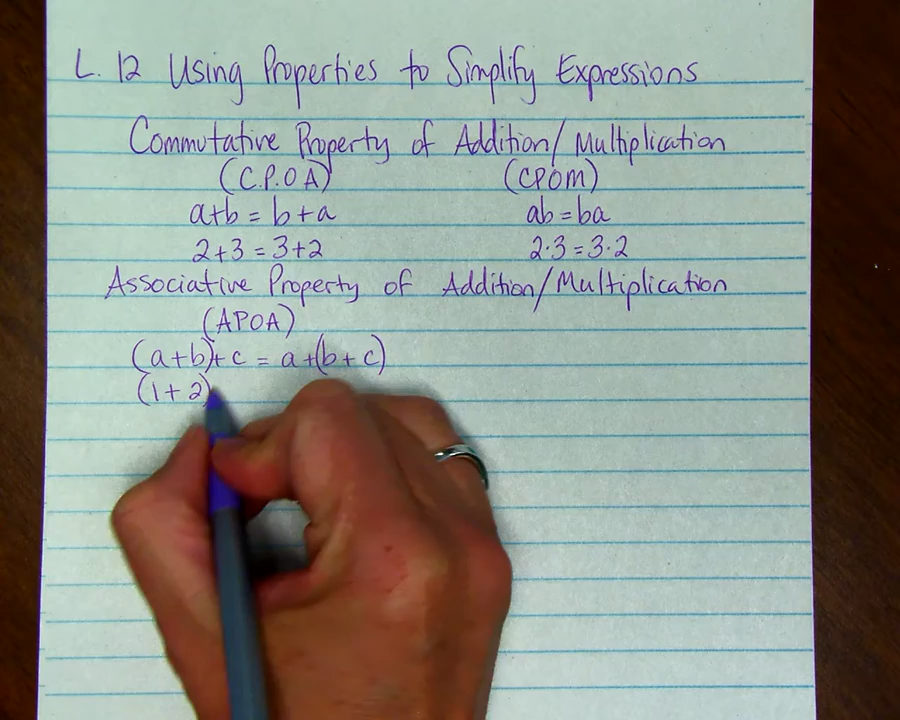 L. 12 Using Properties to Simplify Expressions
Commutative Property of Addition/Multiplication
(C.P.O A) (CPOM)
a+b = b+a ab = ba
2+3 = 3+2 2·3 = 3·2
Associative Property of Addition/Multiplication
(APOA)
(a+b)+c = a+(b+c)
(1+2)